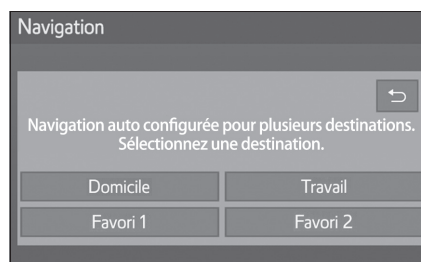 Navigation
Navigation auto configurée pour plusieurs destinations.
Sélectionnez une destination.
Domicile Travail
Favori 1 Favori 2